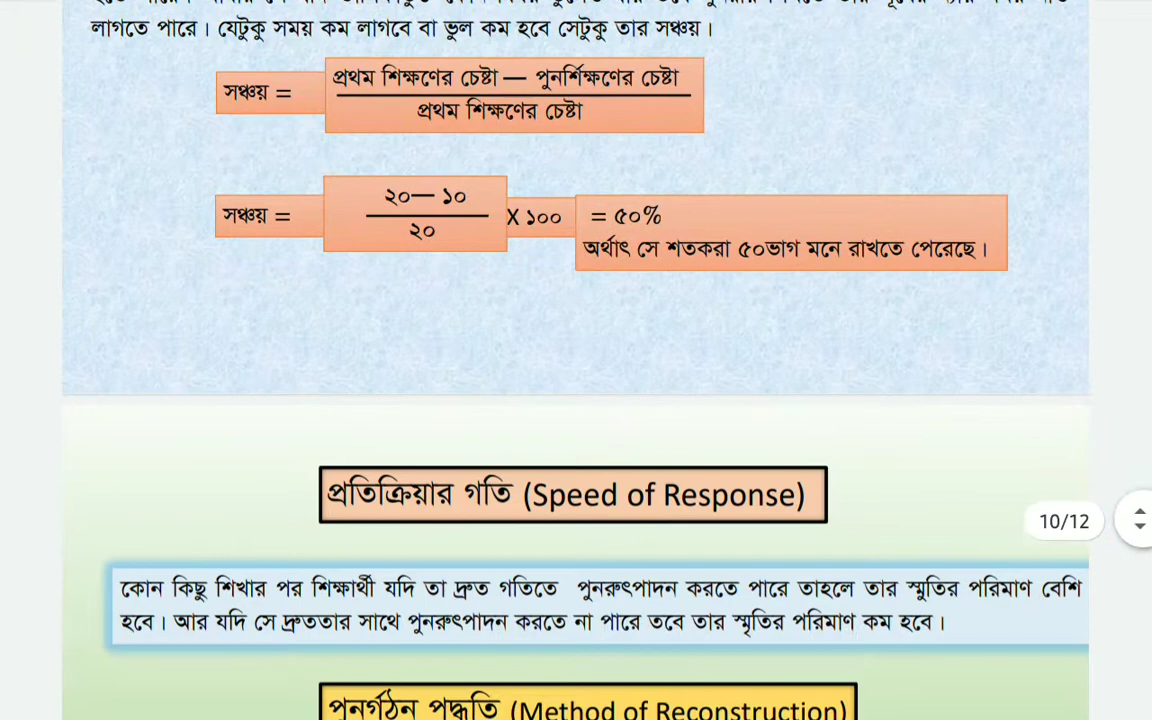 লাগতে পারে। যেটুকু সময় কম লাগবে বা ভুল কম হবে সেটুকু তার সঞ্চয়।
সঞ্চয় =
প্রথম শিক্ষণের চেষ্টা — পুনর্শিক্ষণের চেষ্টা
প্রথম শিক্ষণের চেষ্টা
সঞ্চয় =
২০— ১০
২০
X ১০০
= ৫০%
অর্থাৎ সে শতকরা ৫০ভাগ মনে রাখতে পেরেছে।
প্রতিক্রিয়ার গতি (Speed of Response)
10/12
কোন কিছু শিখার পর শিক্ষার্থী যদি তা দ্রুত গতিতে পুনরুৎপাদন করতে পারে তাহলে তার স্মুতির পরিমাণ বেশি
হবে। আর যদি সে দ্রুততার সাথে পুনরুৎপাদন করতে না পারে তবে তার স্মৃতির পরিমাণ কম হবে।
পুনর্গঠন পদ্ধতি (Method of Reconstruction)